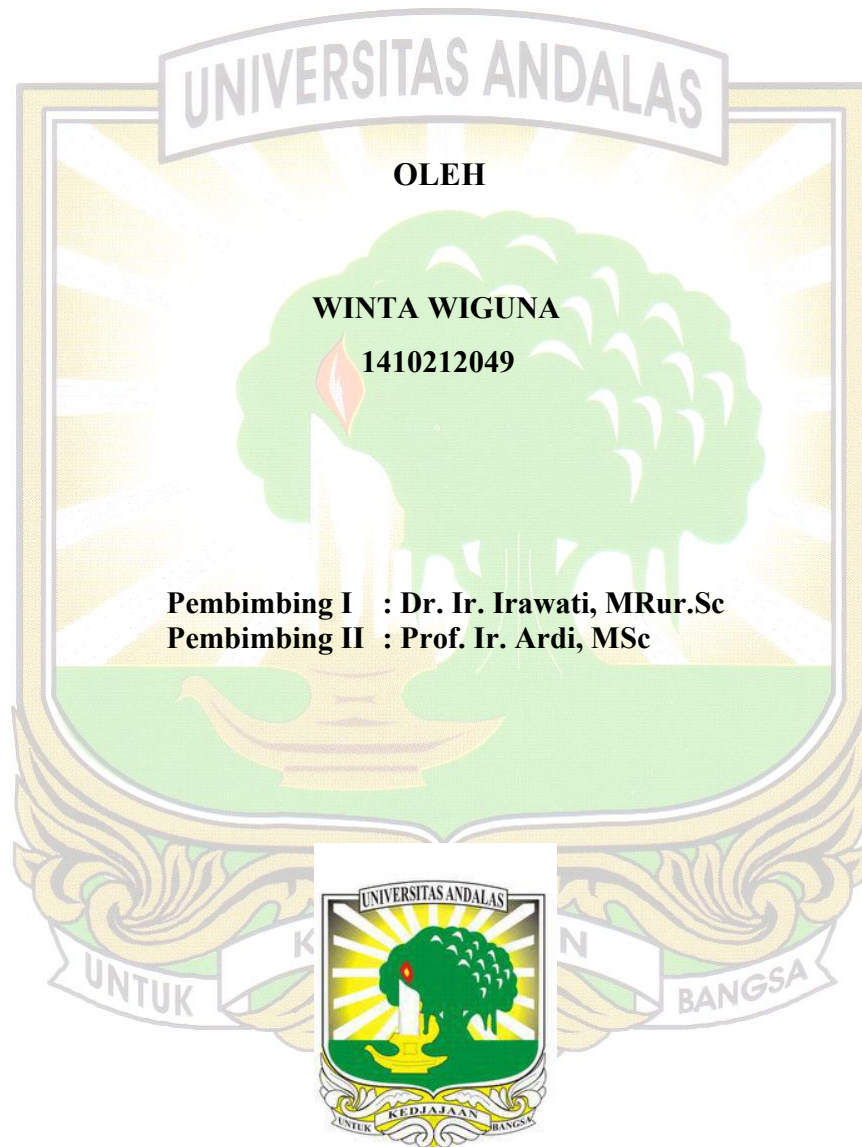 UNIVERSITAS ANDALAS
OLEH
WINTA WIGUNA
1410212049
Pembimbing I : Dr. Ir. Irawati, MRur.Sc
Pembimbing II : Prof. Ir. Ardi, MSc
UNIVERSITAS ANDALAS
K N
UNTUK BANGSA
KEDJAJAAN
UNTUK BANGSA